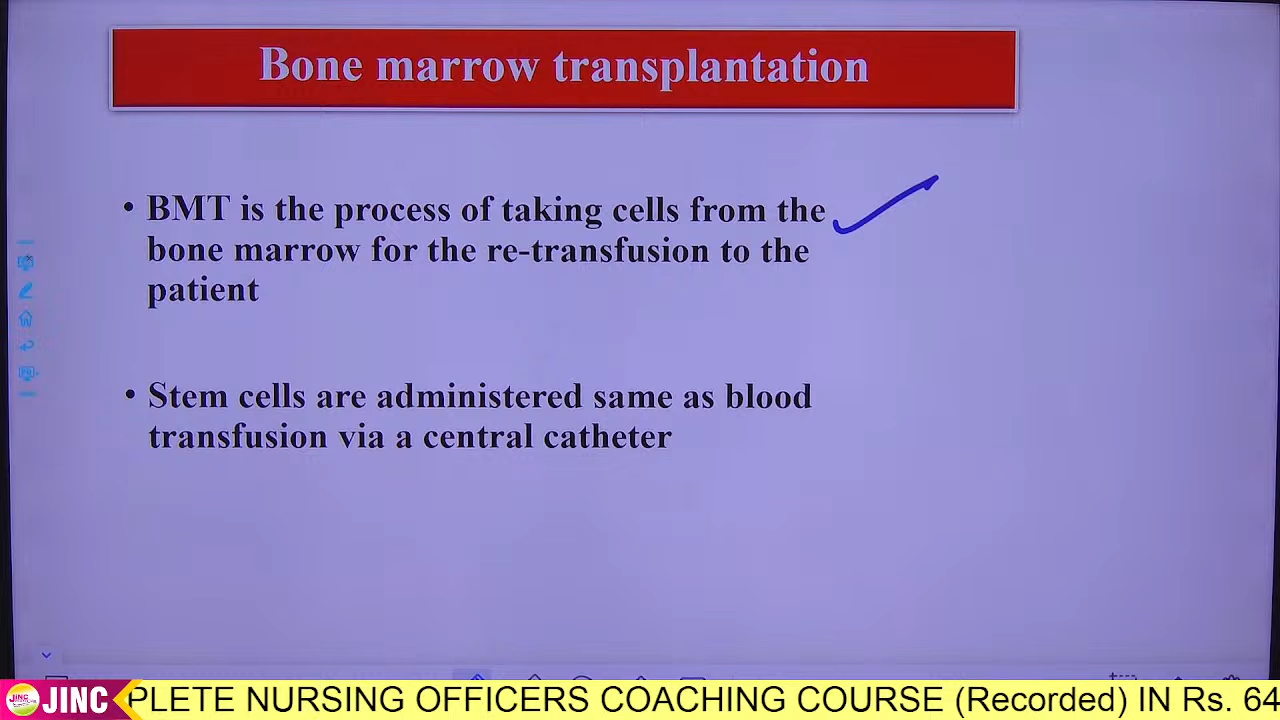 Bone marrow transplantation
• BMT is the process of taking cells from the
bone marrow for the re-transfusion to the
patient
• Stem cells are administered same as blood
transfusion via a central catheter
JINC PLETE NURSING OFFICERS COACHING COURSE (Recorded) IN Rs. 64